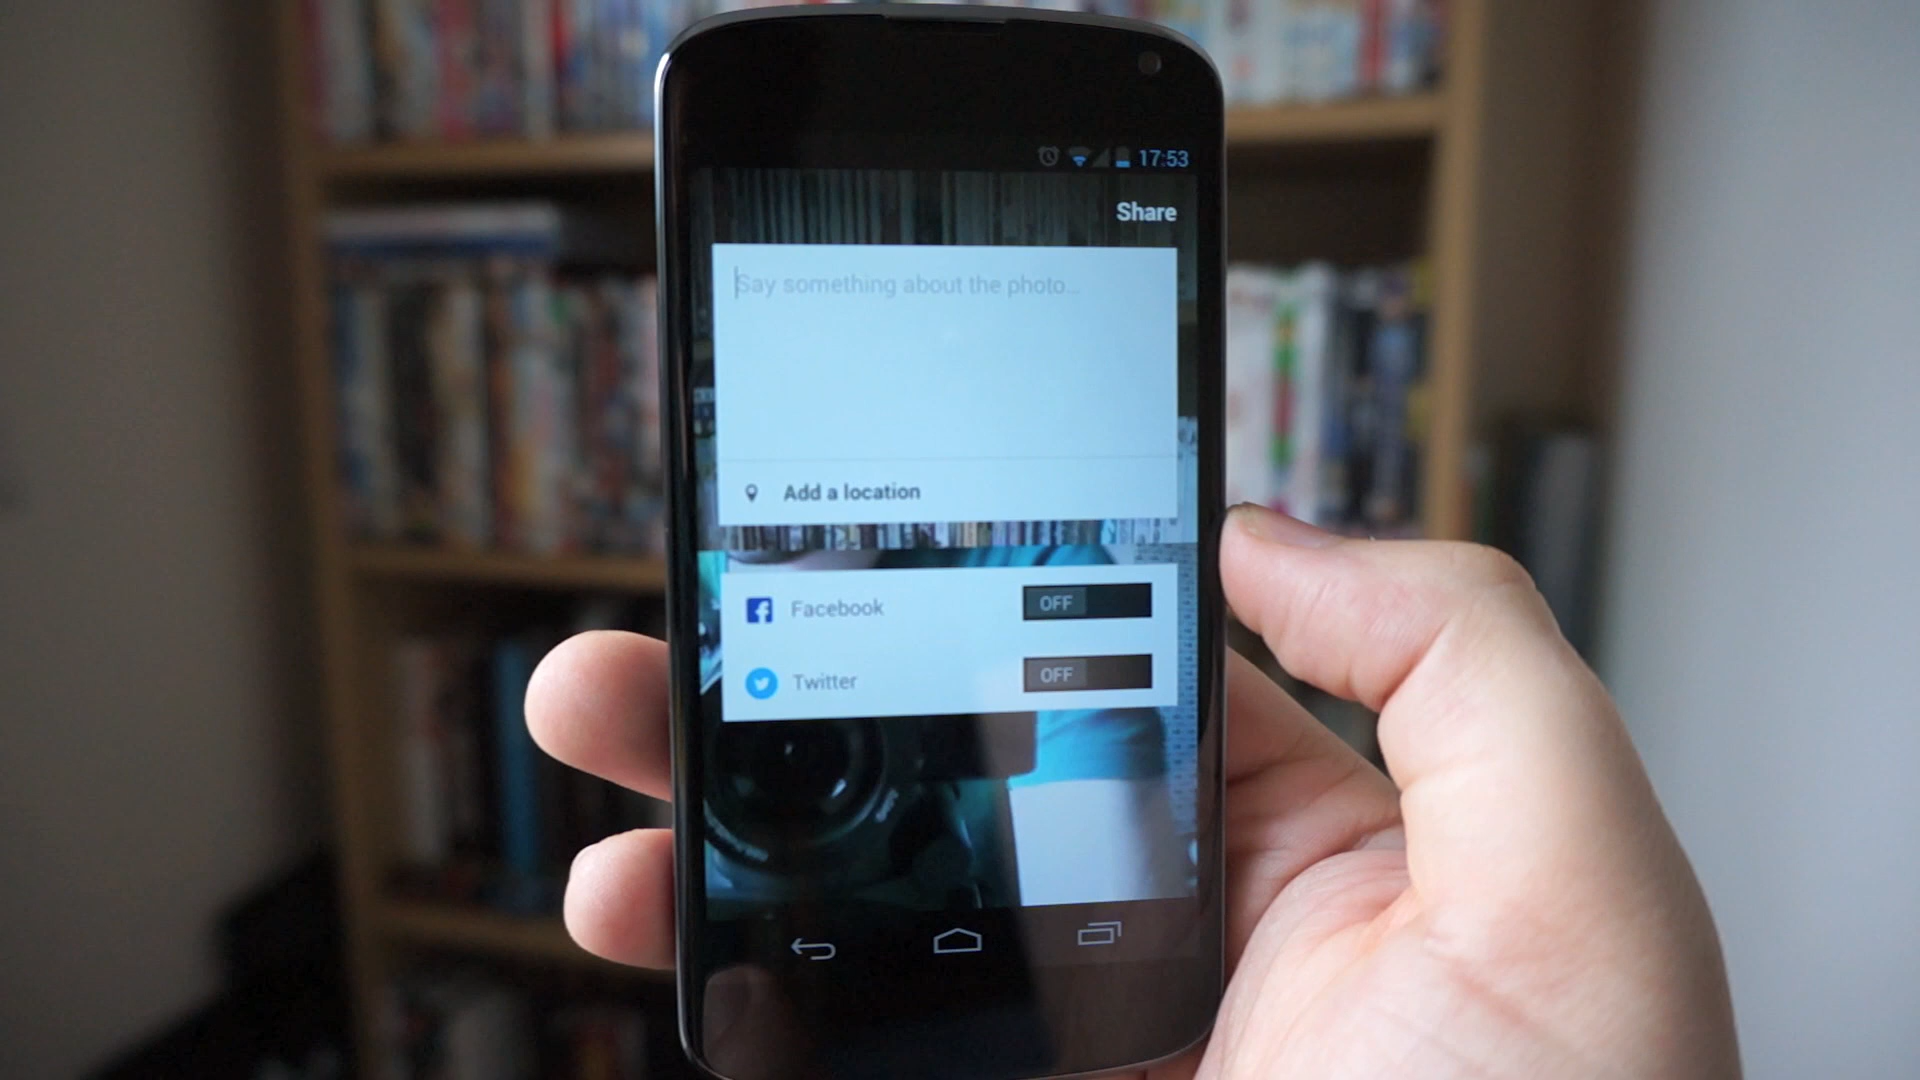 17:53
Share
Say something about the photo...
Add a location
Facebook OFF
Twitter OFF